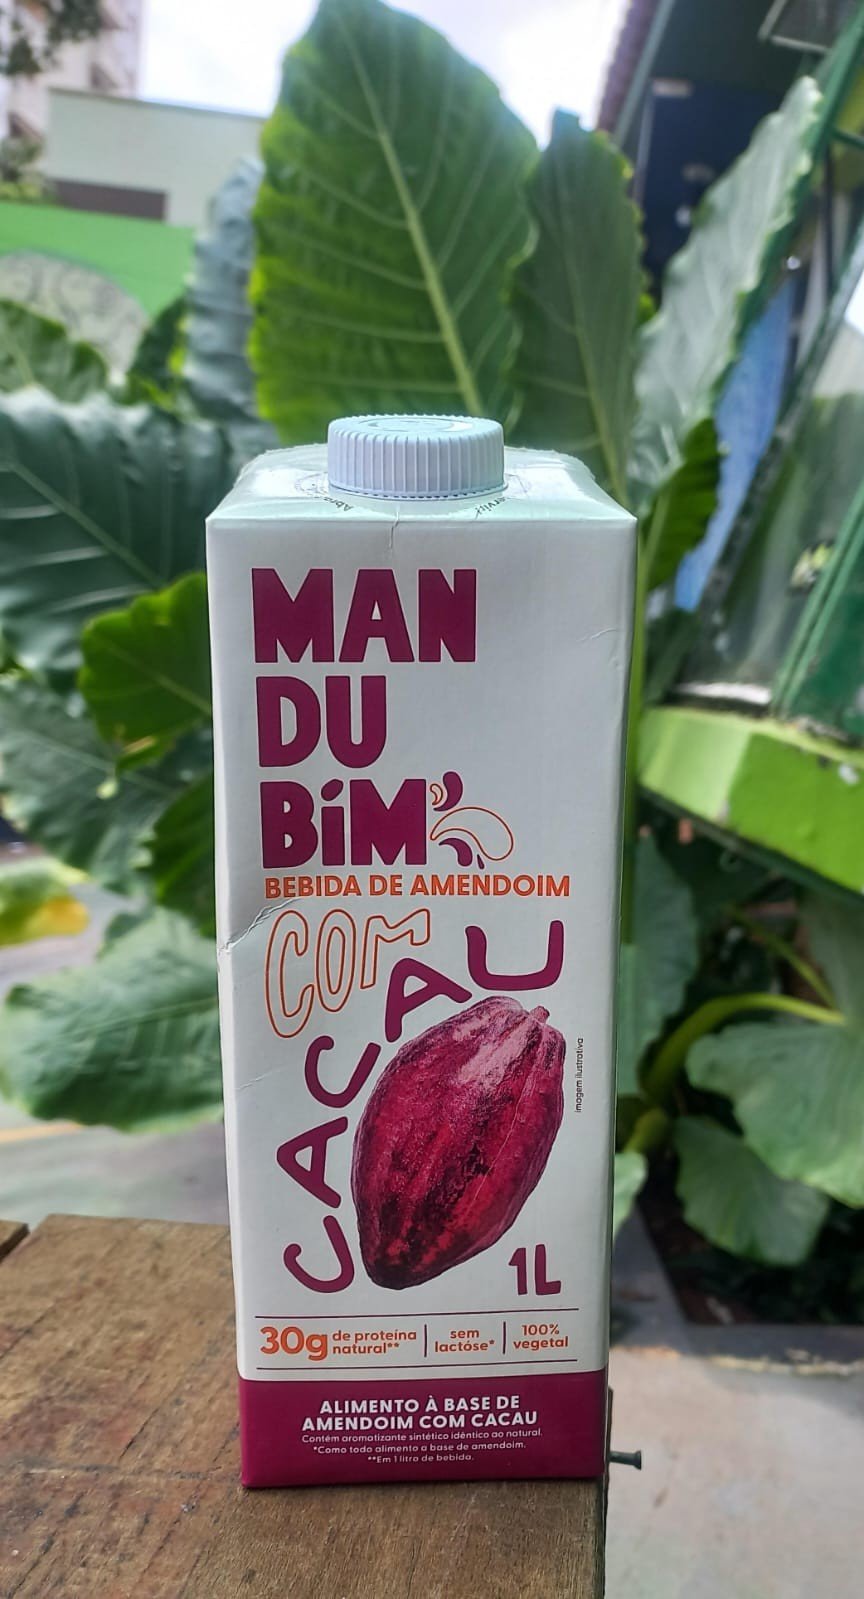 MAN
DU
BÍM
BEBIDA DE AMENDOIM
COM
CACAU
imagem ilustrativa
1L
30g de proteína natural**
sem lactóse*
100% vegetal
ALIMENTO À BASE DE
AMENDOIM COM CACAU
Contém aromatizante sintético idêntico ao natural.
*Como todo alimento a base de amendoim.
**Em 1 litro de bebida.